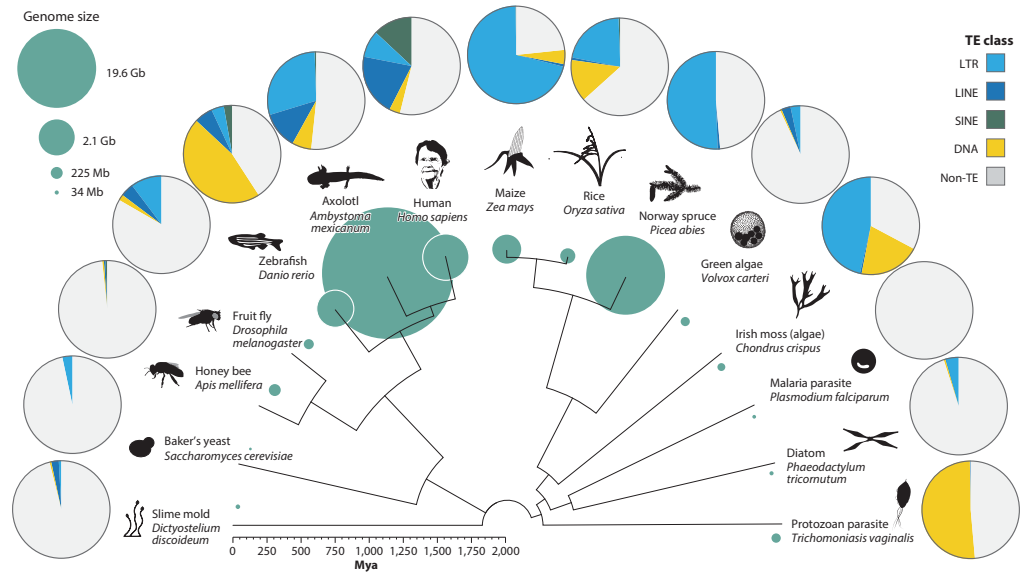 Genome size
19.6 Gb
2.1 Gb
225 Mb
34 Mb
TE class
LTR
LINE
SINE
DNA
Non-TE
Axolotl
Ambystoma
mexicanum
Human
Homo sapiens
Maize
Zea mays
Rice
Oryza sativa
Norway spruce
Picea abies
Zebrafish
Danio rerio
Green algae
Volvox carteri
Fruit fly
Drosophila
melanogaster
Irish moss (algae)
Chondrus crispus
Honey bee
Apis mellifera
Malaria parasite
Plasmodium falciparum
Baker's yeast
Saccharomyces cerevisiae
Diatom
Phaeodactylum
tricornutum
Slime mold
Dictyostelium
discoideum
Protozoan parasite
Trichomoniasis vaginalis
0 250 500 750 1,000 1,250 1,500 1,750 2,000
Mya